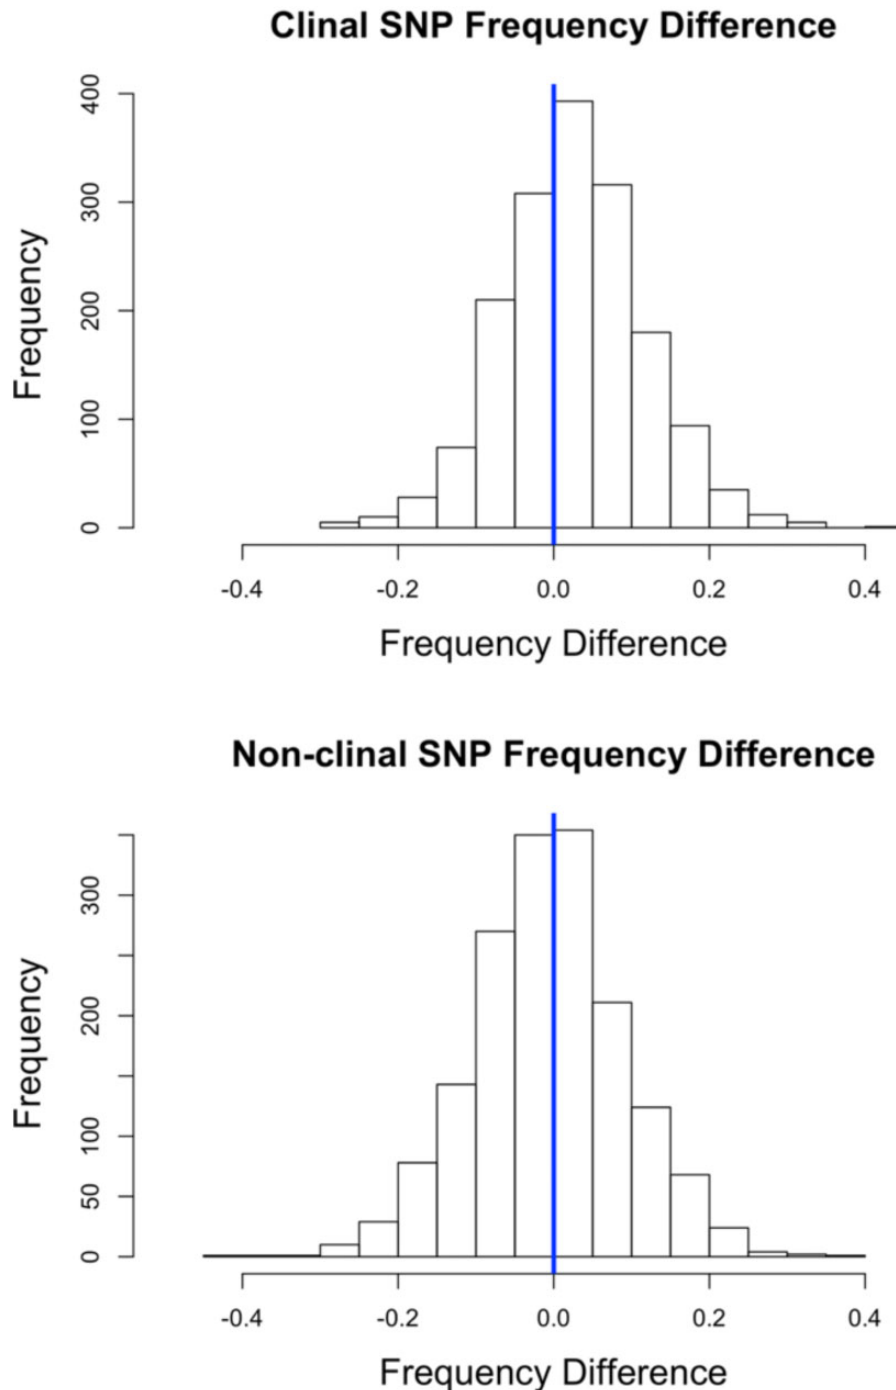 Clinal SNP Frequency Difference
400
300
200
100
0
Frequency
-0.4 -0.2 0.0 0.2 0.4
Frequency Difference
Non-clinal SNP Frequency Difference
300
200
100
50
0
Frequency
-0.4 -0.2 0.0 0.2 0.4
Frequency Difference